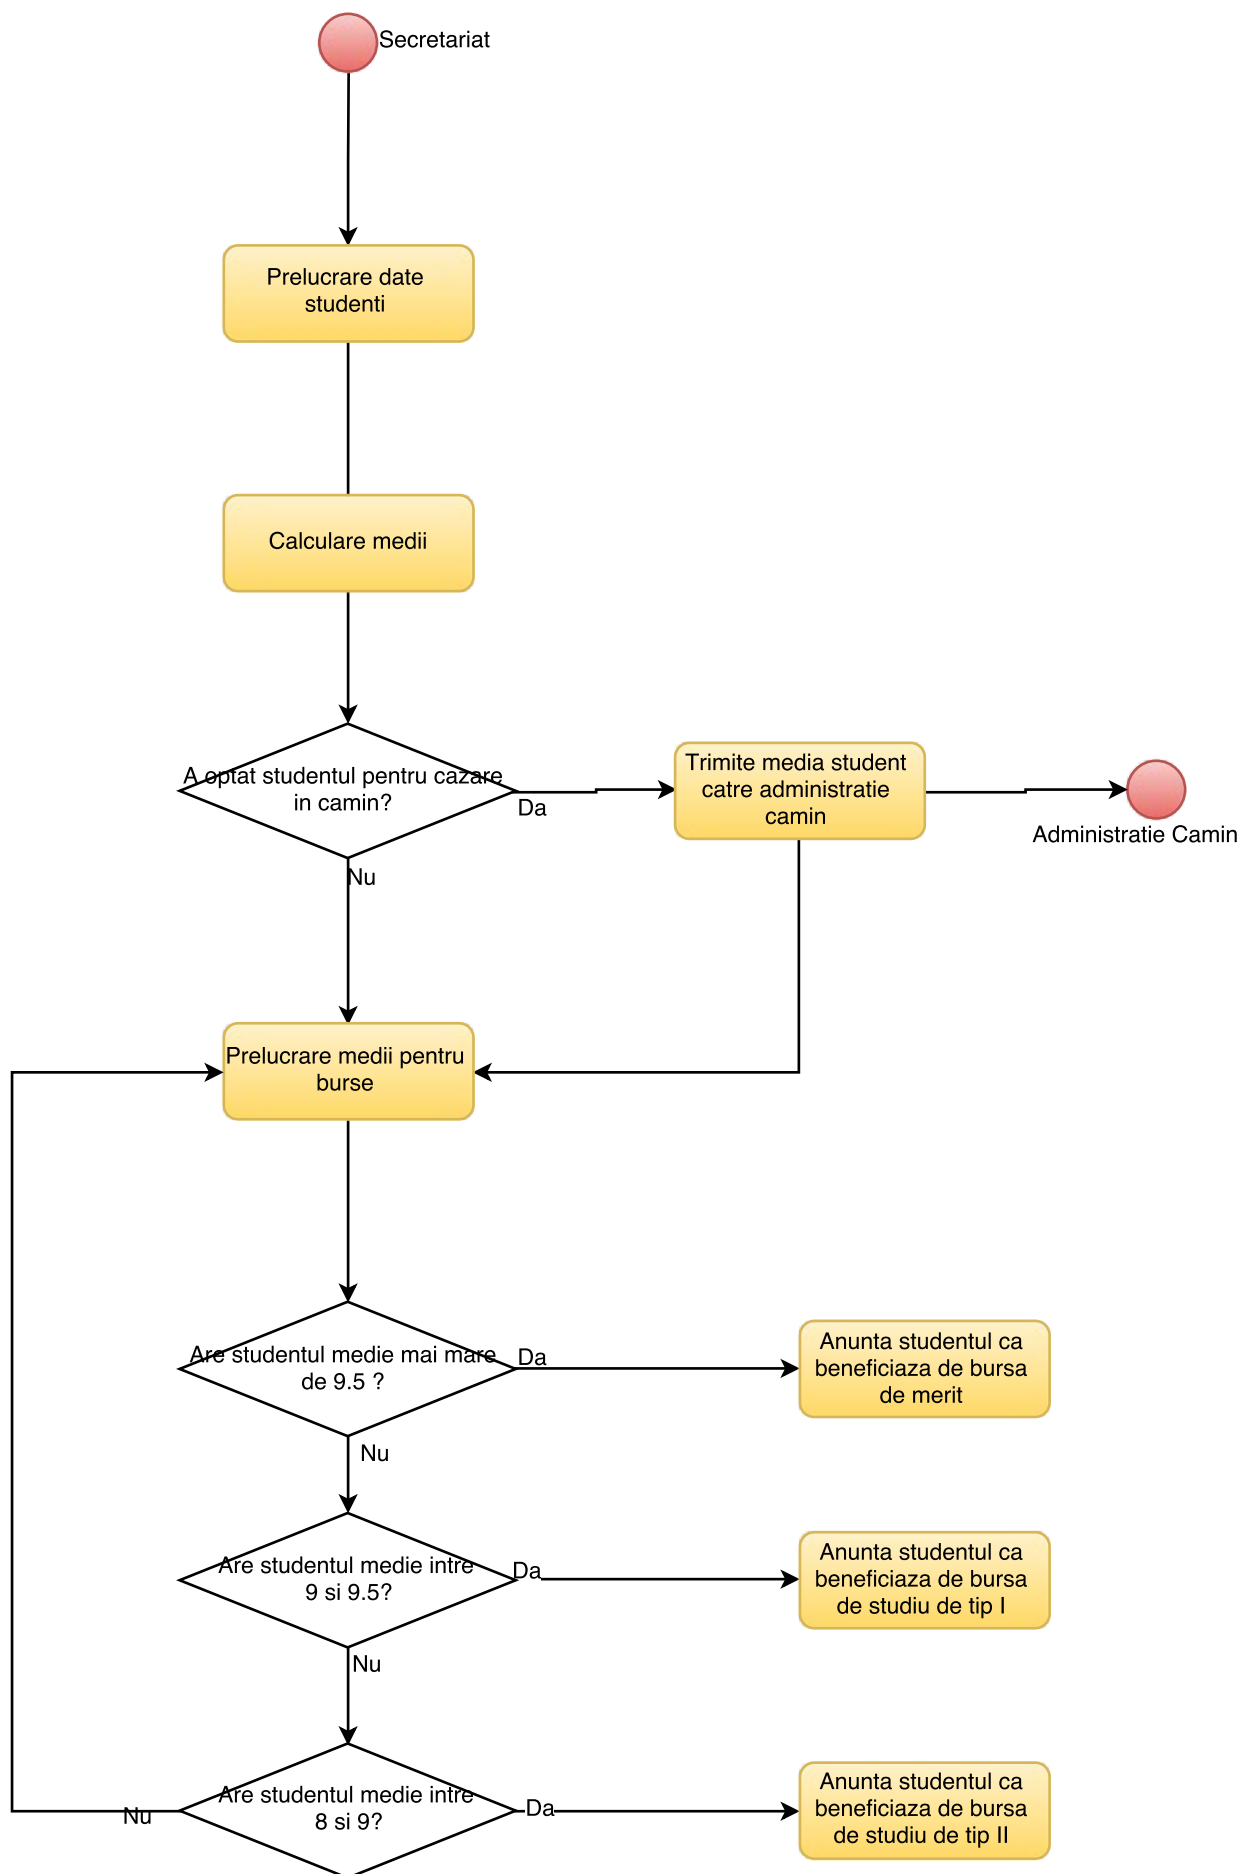 Secretariat
Prelucrare date
studenti
Calculare medii
A optat studentul pentru cazare
in camin?
Da
Trimite media student
catre administratie
camin
Administratie Camin
Nu
Prelucrare medii pentru
burse
Are studentul medie mai mare
de 9.5 ?
Da
Anunta studentul ca
beneficiaza de bursa
de merit
Nu
Are studentul medie intre
9 si 9.5?
Da
Anunta studentul ca
beneficiaza de bursa
de studiu de tip I
Nu
Are studentul medie intre
8 si 9?
Da
Anunta studentul ca
beneficiaza de bursa
de studiu de tip II
Nu